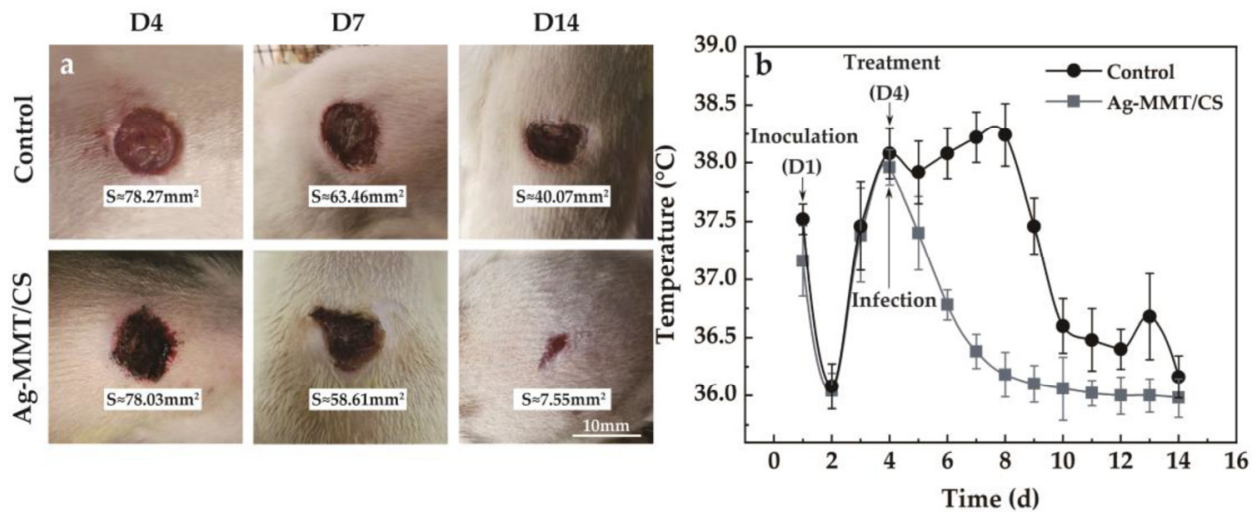 D4 D7 D14
a
Control
S≈78.27mm²
S≈63.46mm²
S≈40.07mm²
Ag-MMT/CS
S≈78.03mm²
S≈58.61mm²
S≈7.55mm²
10mm
b
39.0
38.5
38.0
37.5
37.0
36.5
36.0
Temperature (°C)
Treatment
(D4)
Inoculation
(D1)
Infection
Control
Ag-MMT/CS
0 2 4 6 8 10 12 14 16
Time (d)